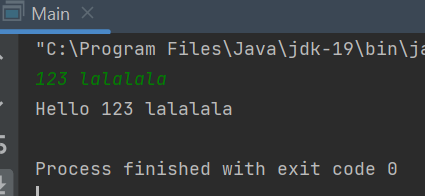 Main
"C:\Program Files\Java\jdk-19\bin\ja
123 lalalala
Hello 123 lalalala
Process finished with exit code 0